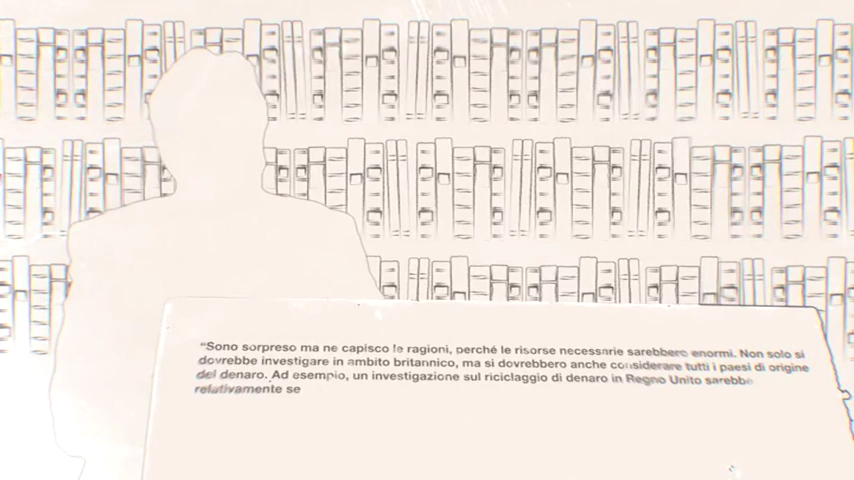 “Sono sorpreso ma ne capisco le ragioni, perché le risorse necessarie sarebbero enormi. Non solo si
dovrebbe investigare in ambito britannico, ma si dovrebbero anche considerare tutti i paesi di origine
del denaro. Ad esempio, un investigazione sul riciclaggio di denaro in Regno Unito sarebbe
relativamente se